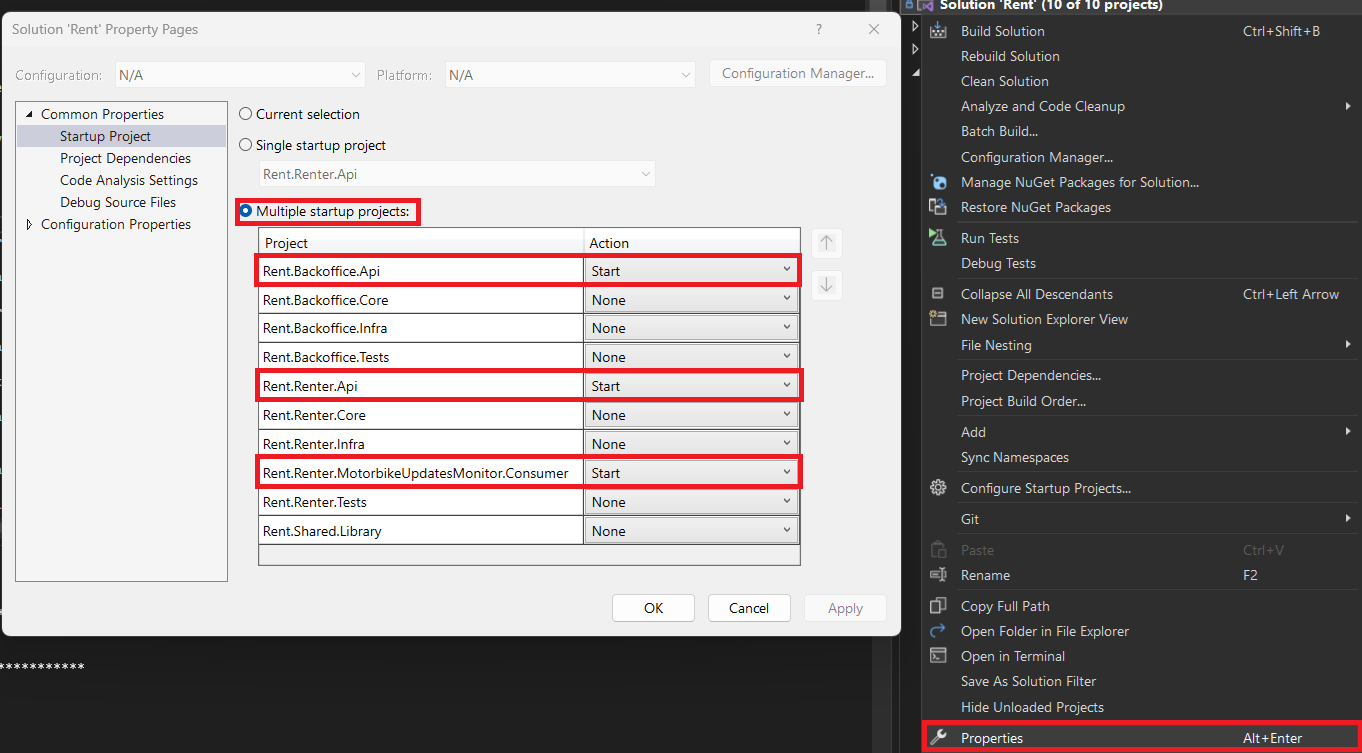 Solution 'Rent' Property Pages
?
Configuration: N/A Platform: N/A Configuration Manager...
Common Properties
Startup Project
Project Dependencies
Code Analysis Settings
Debug Source Files
Configuration Properties
Current selection
Single startup project
Rent.Renter.Api
Multiple startup projects:
Project Action
Rent.Backoffice.Api Start
Rent.Backoffice.Core None
Rent.Backoffice.Infra None
Rent.Backoffice.Tests None
Rent.Renter.Api Start
Rent.Renter.Core None
Rent.Renter.Infra None
Rent.Renter.MotorbikeUpdatesMonitor.Consumer Start
Rent.Renter.Tests None
Rent.Shared.Library None
OK Cancel Apply
***********
Solution 'Rent' (10 of 10 projects)
Build Solution Ctrl+Shift+B
Rebuild Solution
Clean Solution
Analyze and Code Cleanup
Batch Build...
Configuration Manager...
Manage NuGet Packages for Solution...
Restore NuGet Packages
Run Tests
Debug Tests
Collapse All Descendants Ctrl+Left Arrow
New Solution Explorer View
File Nesting
Project Dependencies...
Project Build Order...
Add
Sync Namespaces
Configure Startup Projects...
Git
Paste Ctrl+V
Rename F2
Copy Full Path
Open Folder in File Explorer
Open in Terminal
Save As Solution Filter
Hide Unloaded Projects
Properties Alt+Enter